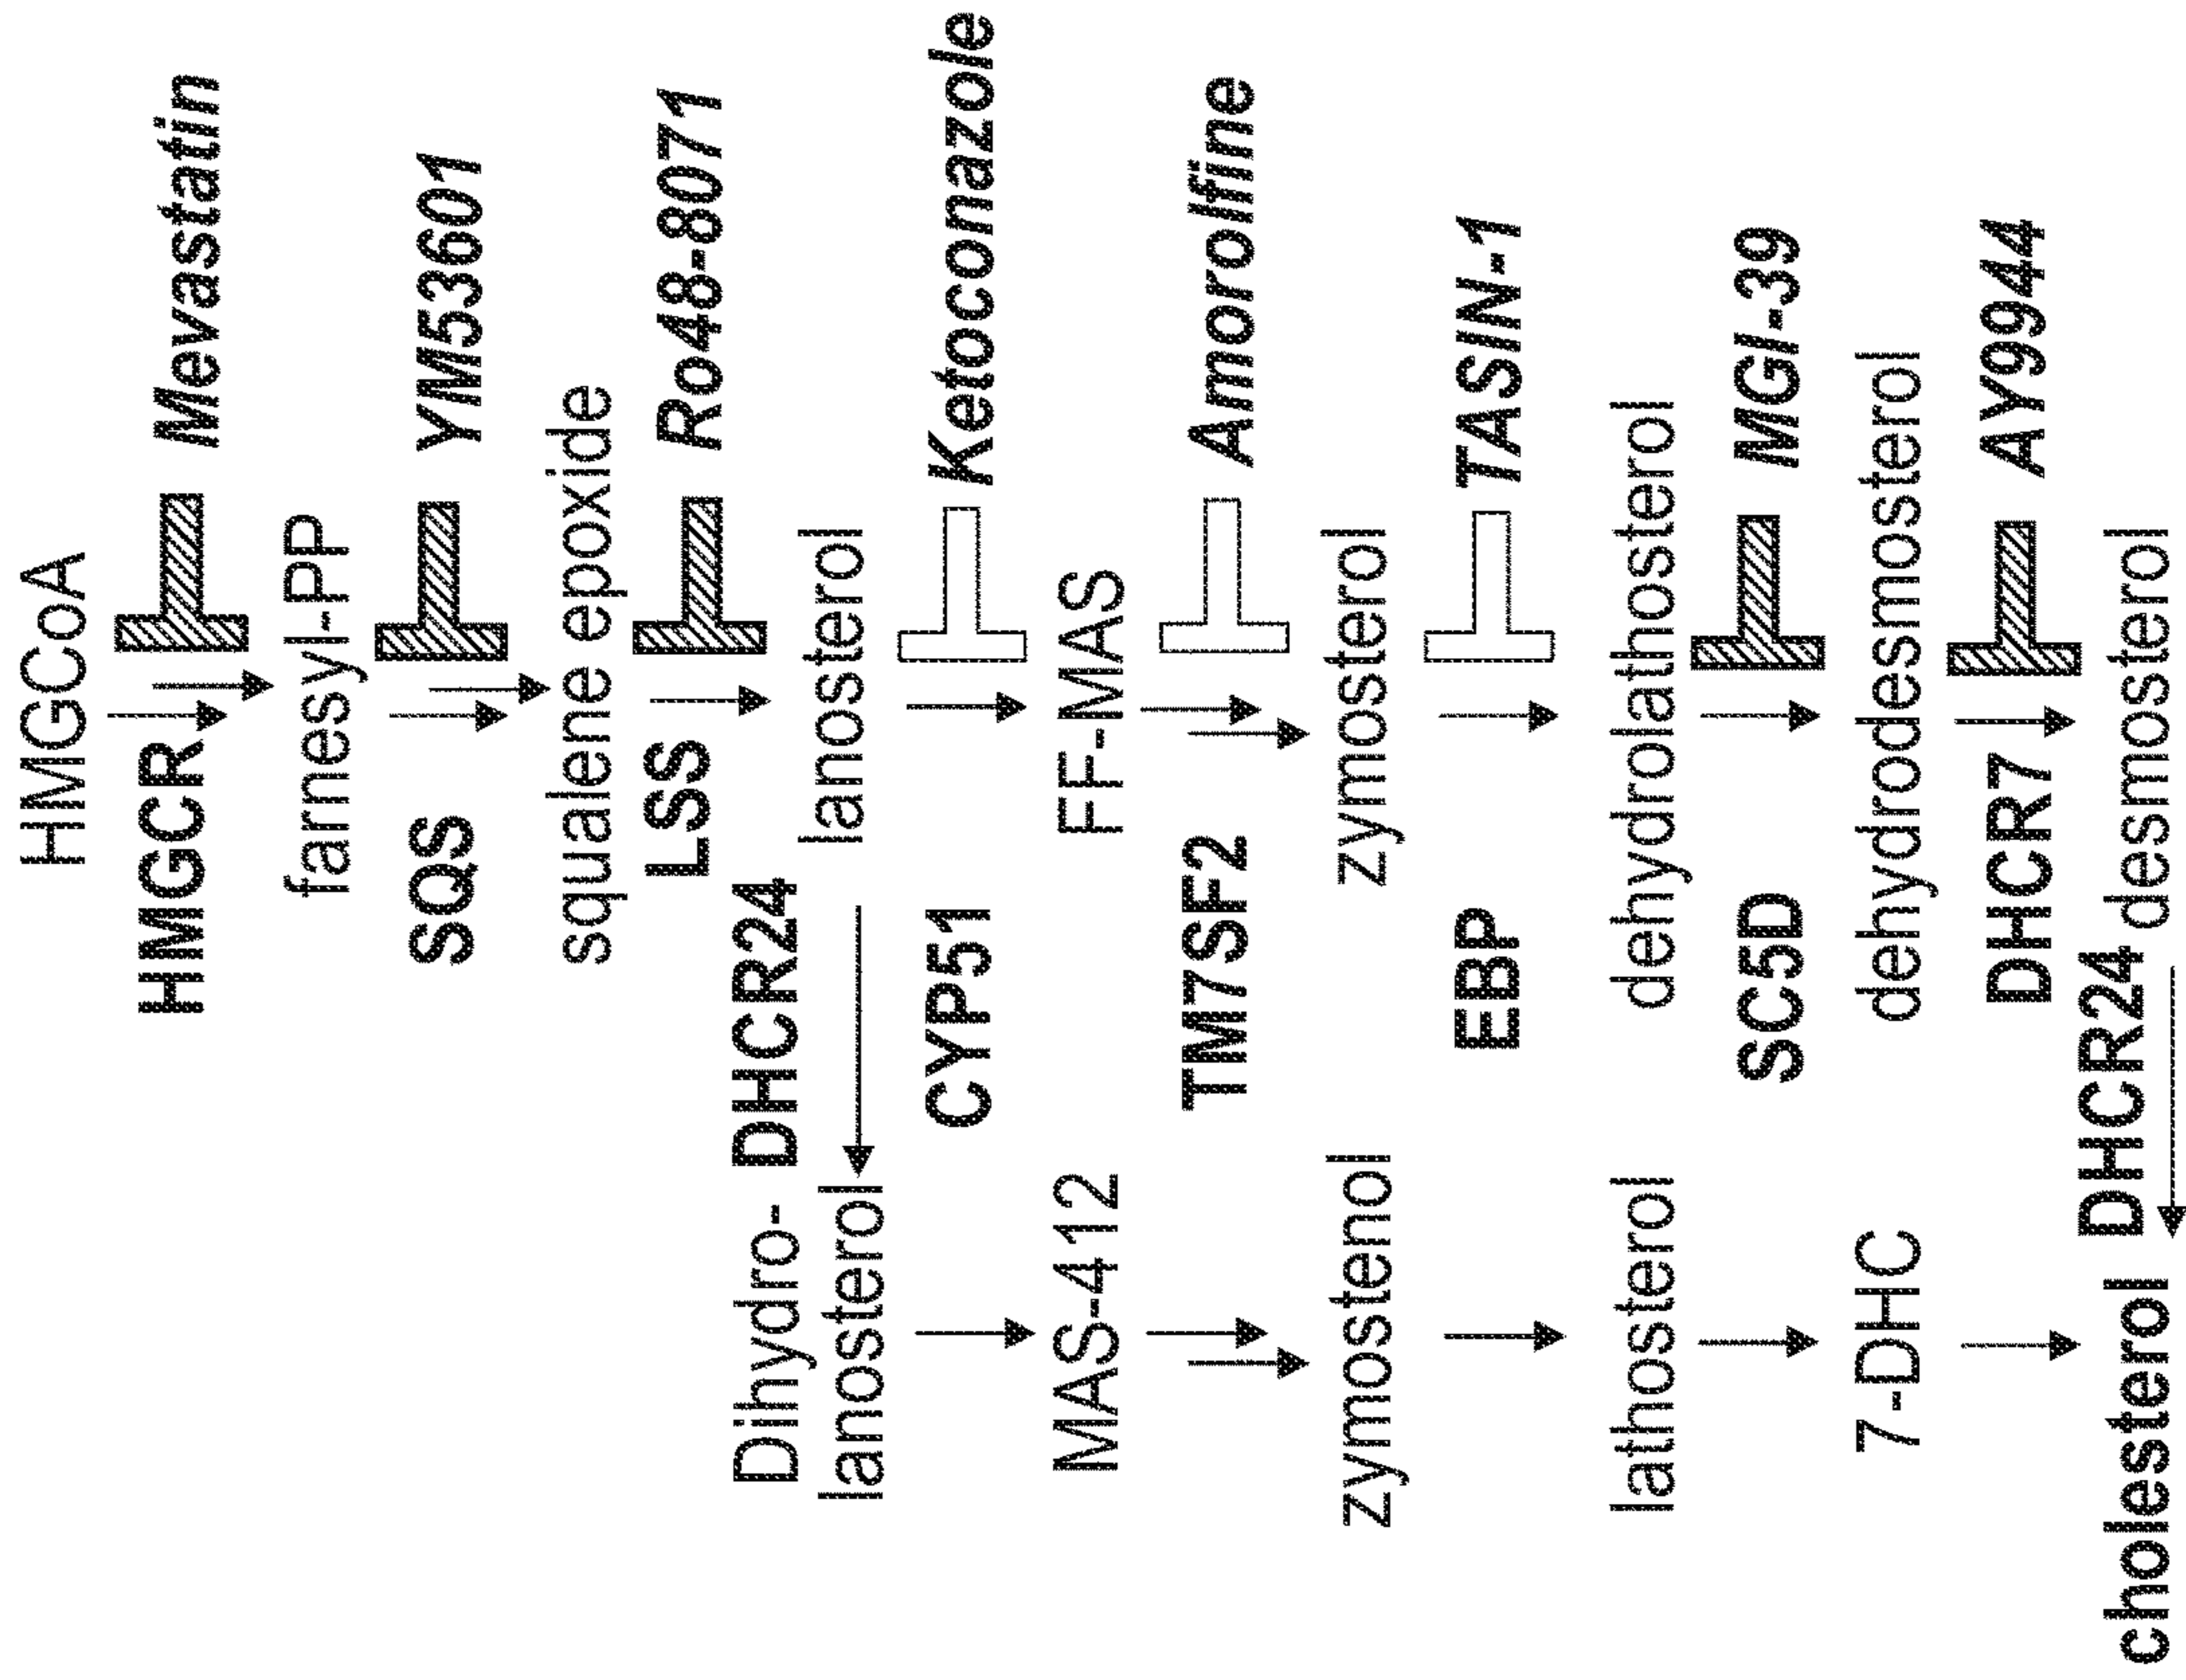 HMGCoA
HMGCR
Mevastatin
farnesyl-PP
SQS
YM53601
squalene epoxide
LSS
Ro48-8071
Dihydro-
lanosterol
DHCR24
lanosterol
CYP51
Ketoconazole
MAS-412
FF-MAS
TM7SF2
Amorolfine
zymostenol
zymosterol
EBP
TASIN-1
lathosterol
dehydrolathosterol
SC5D
MGI-39
7-DHC
dehydrodesmosterol
DHCR7
AY9944
cholesterol
DHCR24
desmosterol